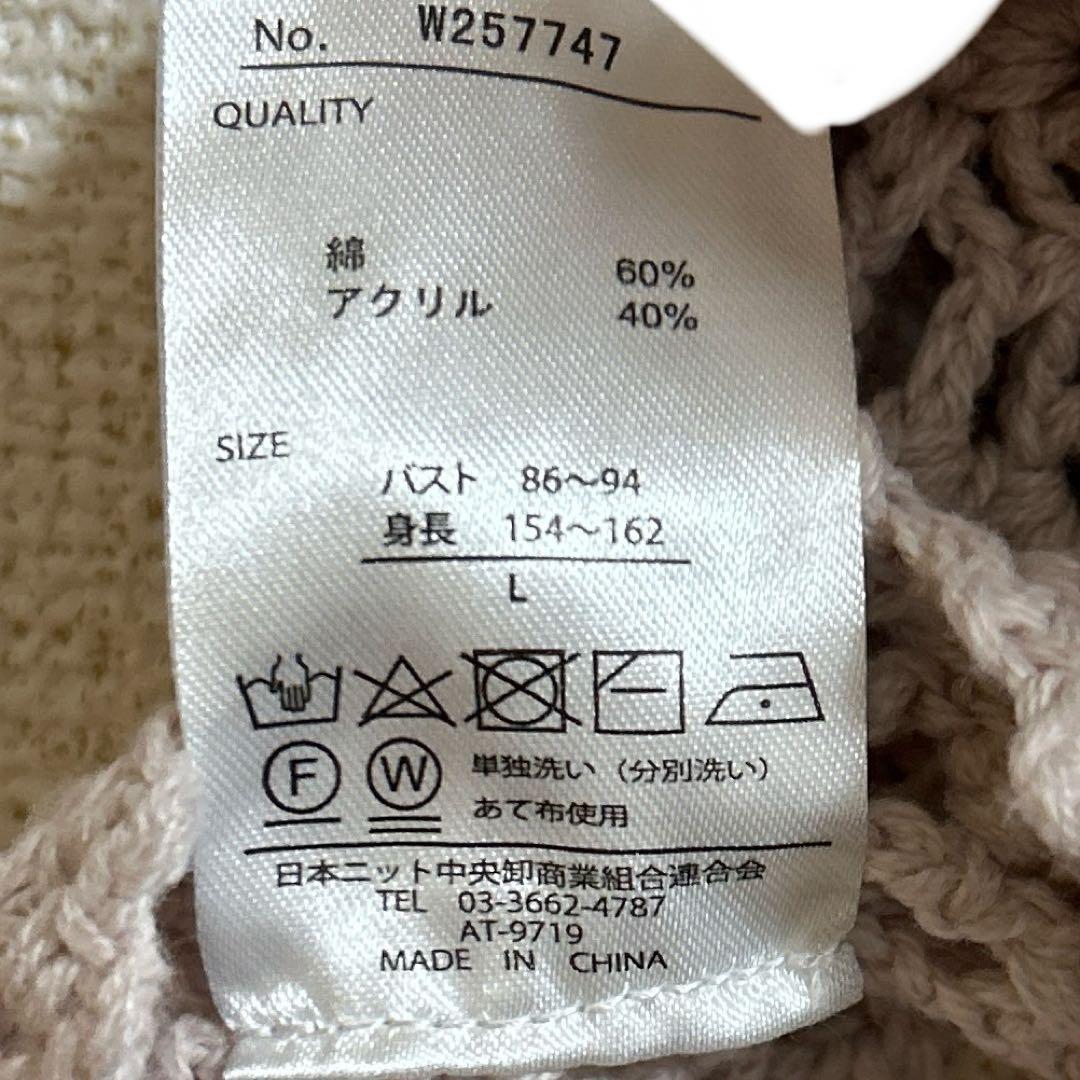 No. W257747
QUALITY
綿 60%
アクリル 40%
SIZE
バスト 86～94
身長 154～162
L
F W 単独洗い（分別洗い）
あて布使用
日本ニット中央卸商業組合連合会
TEL 03-3662-4787
AT-9719
MADE IN CHINA